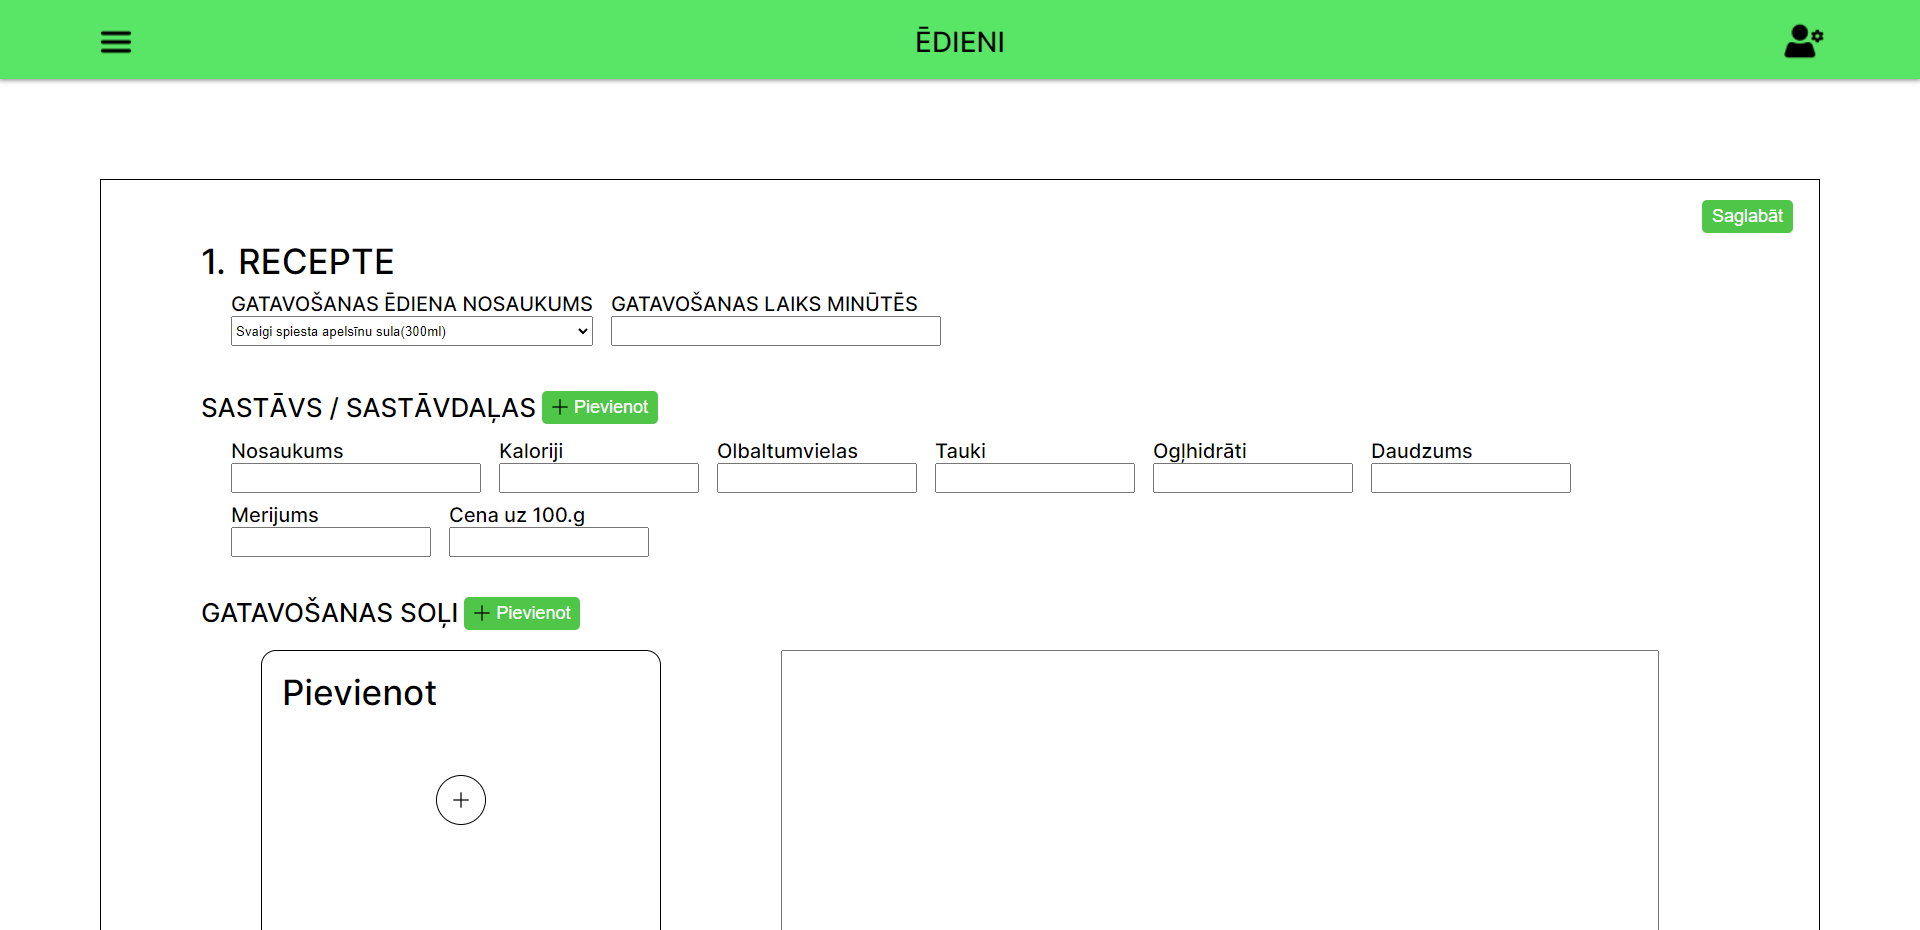 ĒDIENI
Saglabāt
1. RECEPTE
GATAVOŠANAS ĒDIENA NOSAUKUMS GATAVOŠANAS LAIKS MINŪTĒS
Svaigi spiesta apelsīnu sula(300ml)
SASTĀVS / SASTĀVDAĻAS + Pievienot
Nosaukums Kaloriji Olbaltumvielas Tauki Ogļhidrāti Daudzums
Merijums Cena uz 100.g
GATAVOŠANAS SOĻI + Pievienot
Pievienot
+